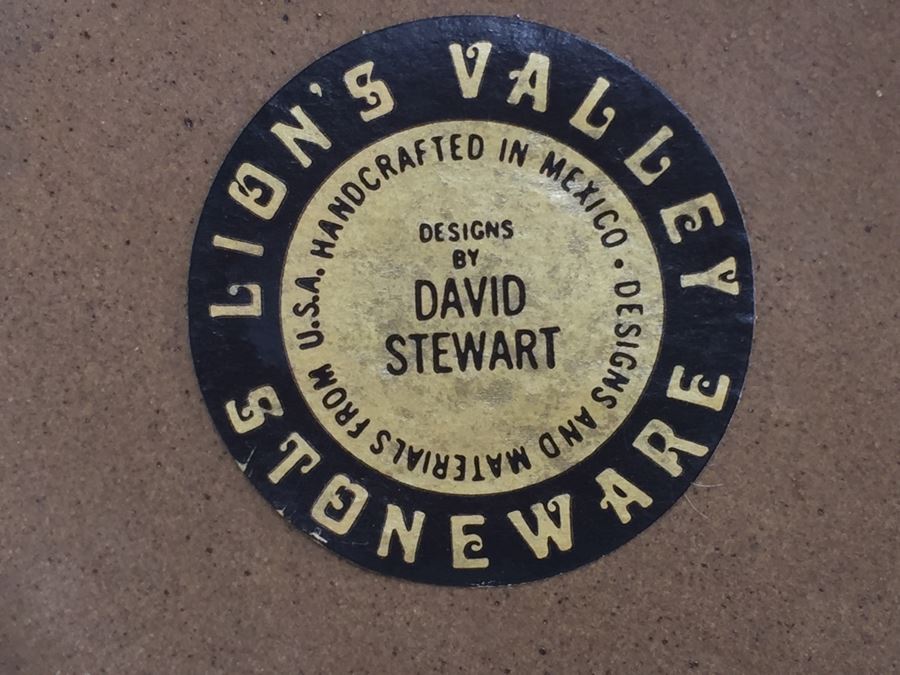 LION'S VALLEY
STONEWARE
HANDCRAFTED IN MEXICO • DESIGNS AND MATERIALS FROM U.S.A.
DESIGNS
BY
DAVID
STEWART